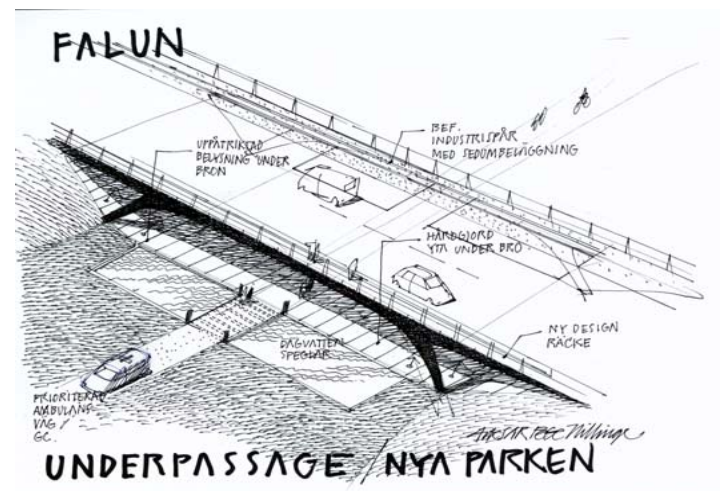 FALUN
BEF.
INDUSTRISPÅR
MED SEDUMBELÄGGNING
UPPÅTRIKTAD
BELYSNING UNDER
BRON
HÅRDGJORD
YTA UNDER BRO
NY DESIGN
RÄCKE
DAGVATTEN
SPEGLAR
PRIORITERAD
AMBULANS
VÄG /
GC.
UNDERPASSAGE / NYA PARKEN